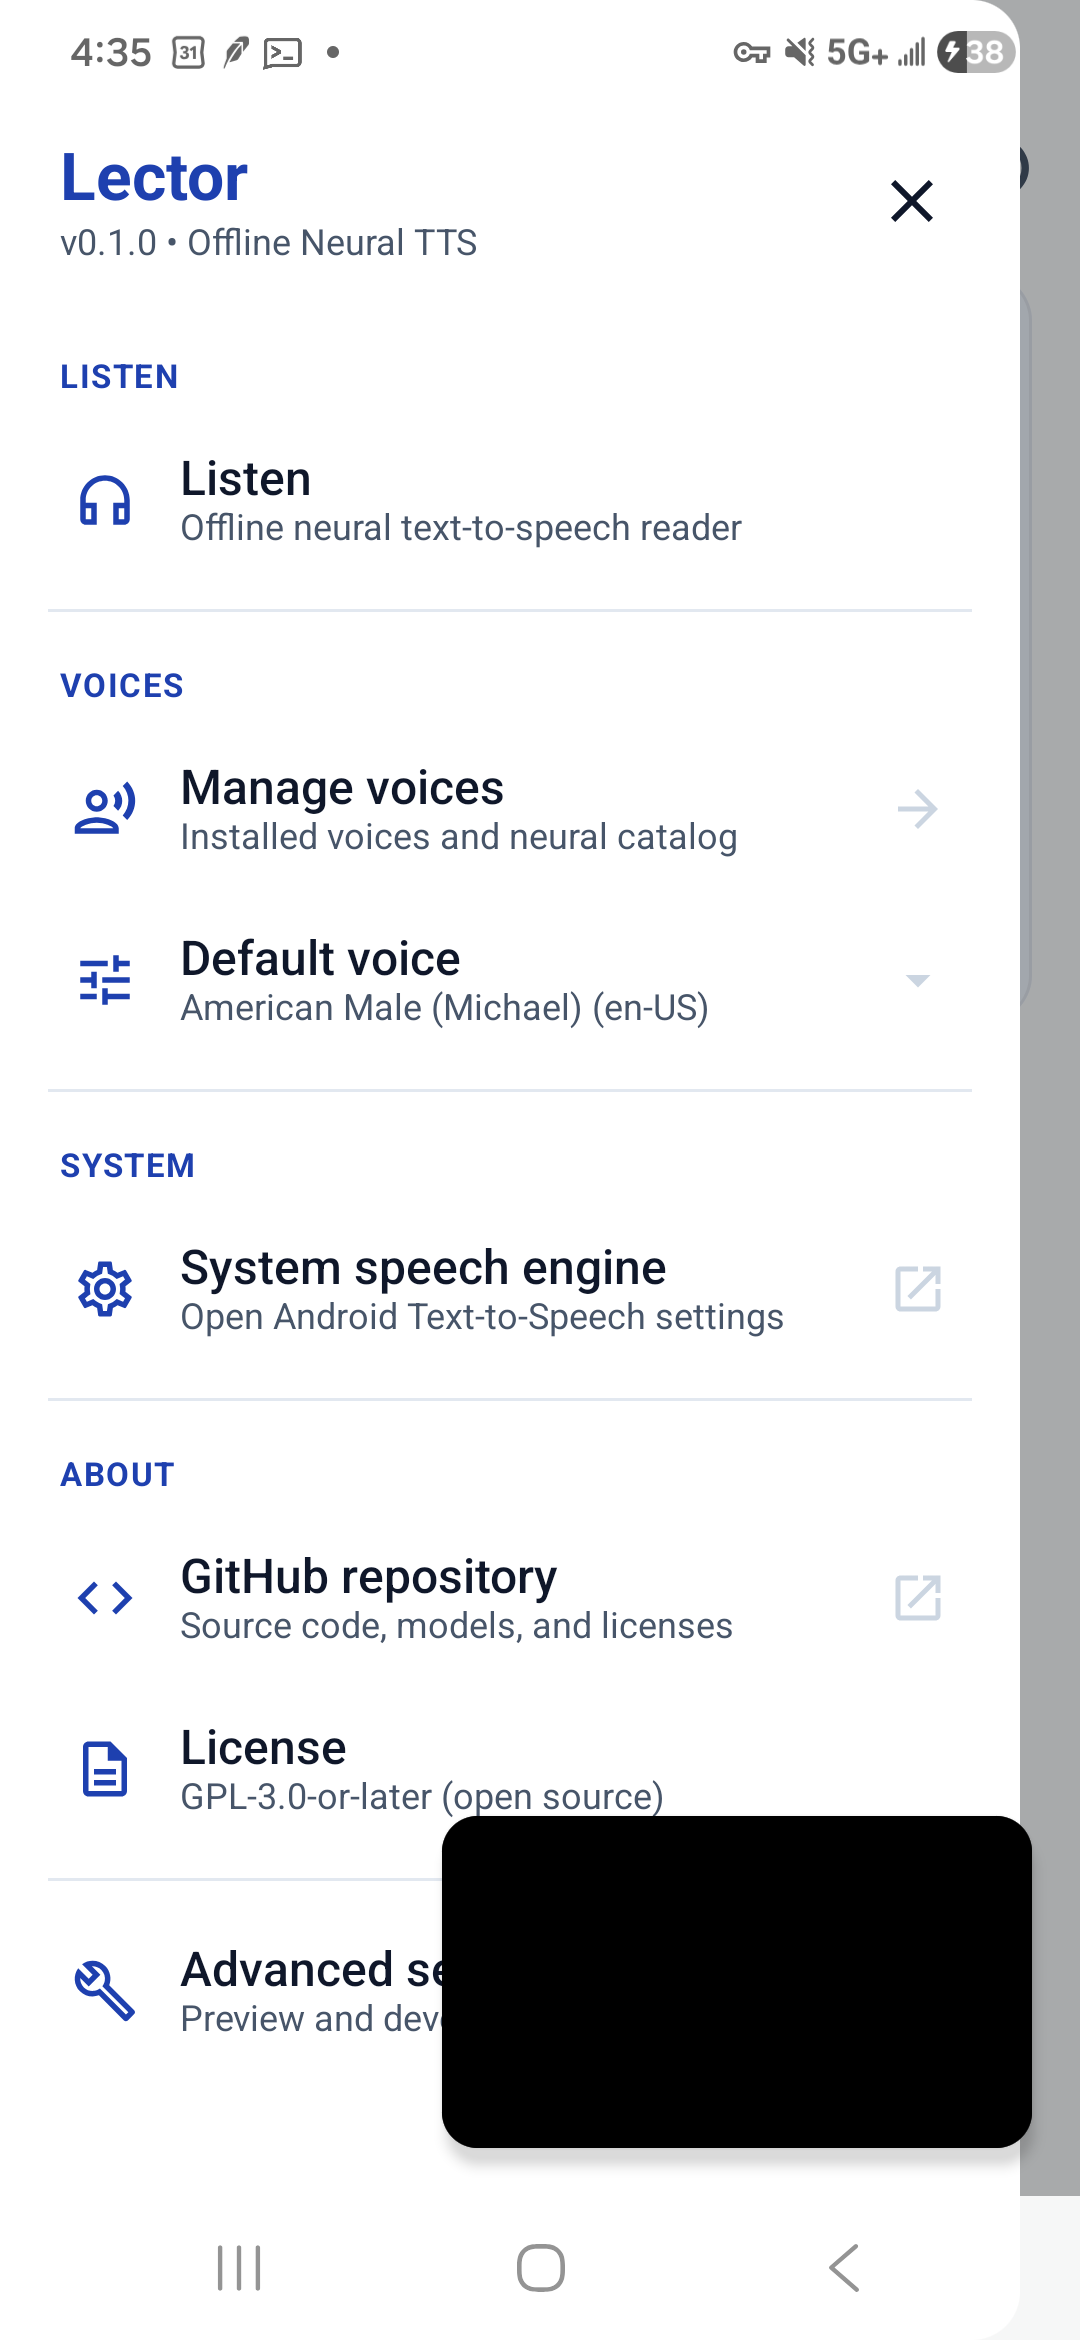 4:35 31 5G+ 38
Lector
v0.1.0 • Offline Neural TTS
LISTEN
Listen
Offline neural text-to-speech reader
VOICES
Manage voices
Installed voices and neural catalog
Default voice
American Male (Michael) (en-US)
SYSTEM
System speech engine
Open Android Text-to-Speech settings
ABOUT
GitHub repository
Source code, models, and licenses
License
GPL-3.0-or-later (open source)
Advanced
Preview and